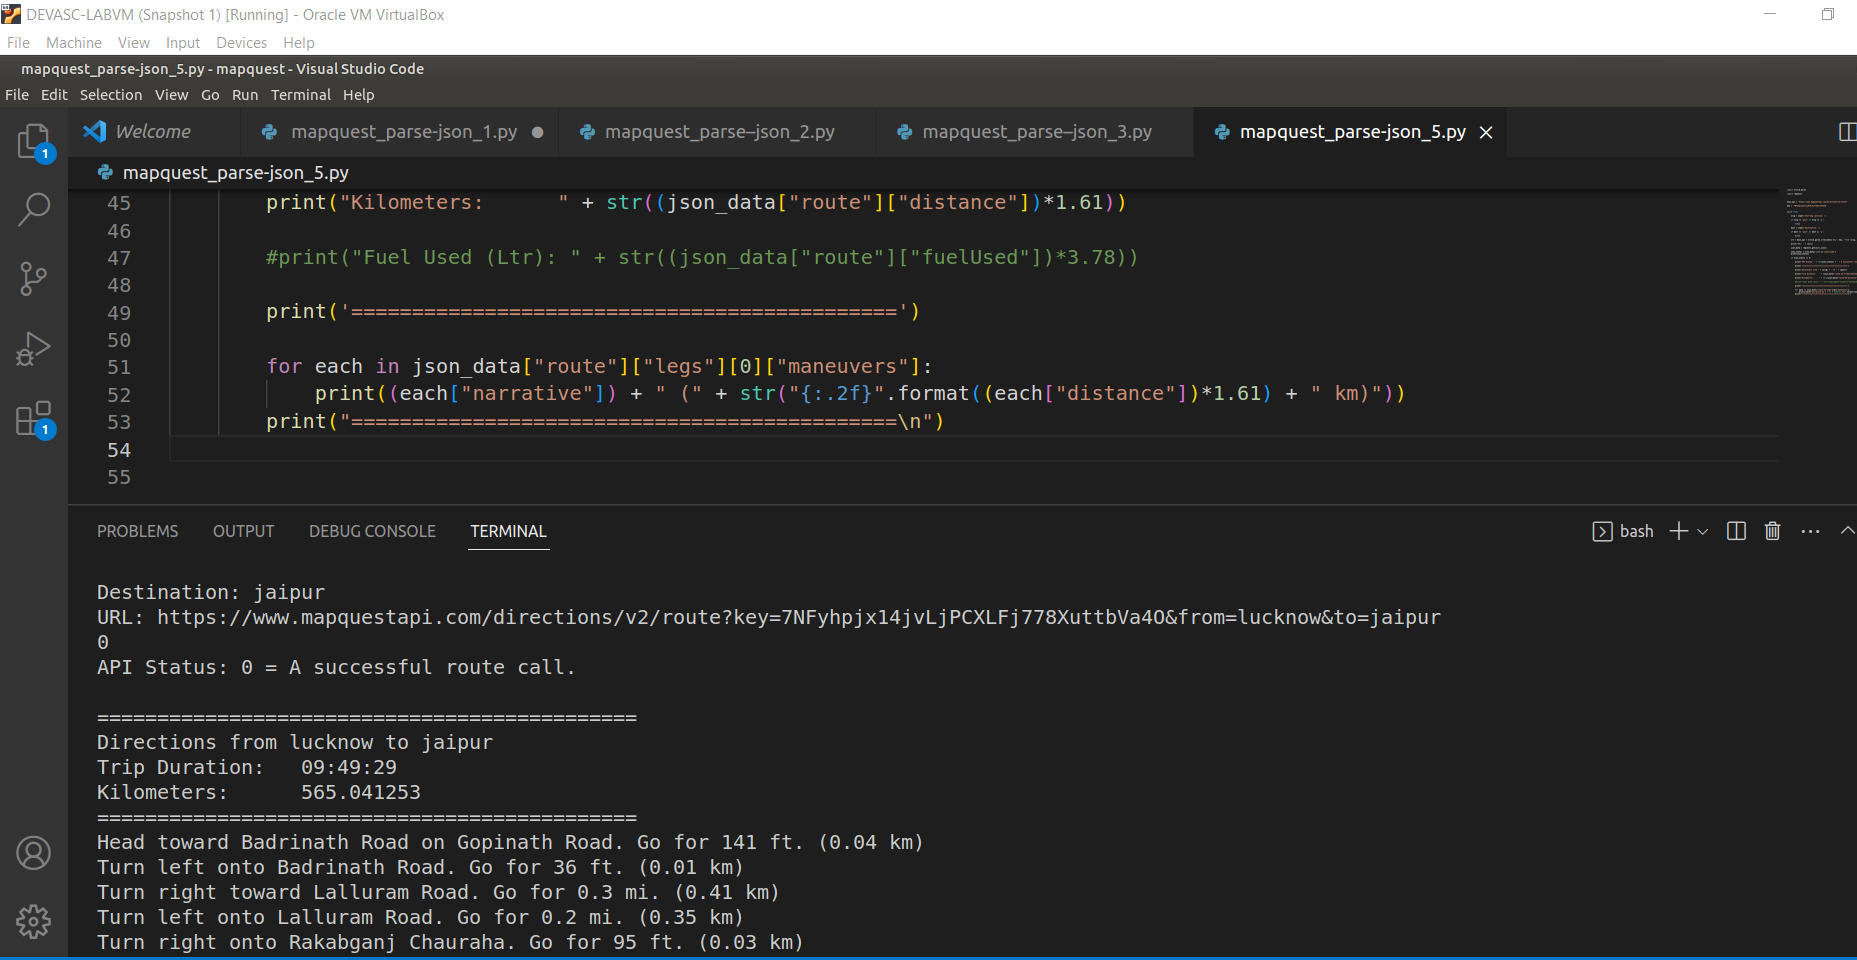 DEVASC-LABVM (Snapshot 1) [Running] - Oracle VM VirtualBox
File Machine View Input Devices Help
mapquest_parse-json_5.py - mapquest - Visual Studio Code
File Edit Selection View Go Run Terminal Help
Welcome mapquest_parse-json_1.py mapquest_parse–json_2.py mapquest_parse–json_3.py mapquest_parse-json_5.py
1
mapquest_parse-json_5.py
45 print("Kilometers:      " + str((json_data["route"]["distance"])*1.61))
46
47 #print("Fuel Used (Ltr): " + str((json_data["route"]["fuelUsed"])*3.78))
48
49 print('=============================================')
50
51 for each in json_data["route"]["legs"][0]["maneuvers"]:
52 print((each["narrative"]) + " (" + str("{:.2f}".format((each["distance"])*1.61) + " km)"))
53 print("=============================================\n")
1
54
55
PROBLEMS OUTPUT DEBUG CONSOLE TERMINAL bash
Destination: jaipur
URL: https://www.mapquestapi.com/directions/v2/route?key=7NFyhpjx14jvLjPCXLFj778XuttbVa4O&from=lucknow&to=jaipur
0
API Status: 0 = A successful route call.
=============================================
Directions from lucknow to jaipur
Trip Duration:   09:49:29
Kilometers:      565.041253
=============================================
Head toward Badrinath Road on Gopinath Road. Go for 141 ft. (0.04 km)
Turn left onto Badrinath Road. Go for 36 ft. (0.01 km)
Turn right toward Lalluram Road. Go for 0.3 mi. (0.41 km)
Turn left onto Lalluram Road. Go for 0.2 mi. (0.35 km)
Turn right onto Rakabganj Chauraha. Go for 95 ft. (0.03 km)